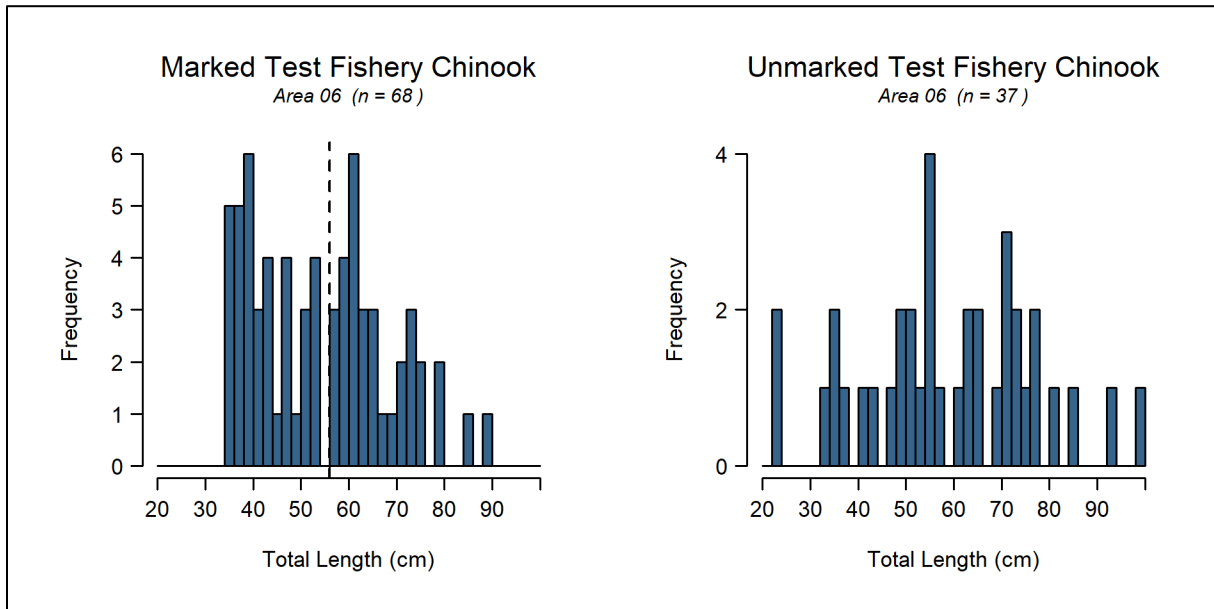 Marked Test Fishery Chinook
Area 06 (n = 68 )
Frequency
6
5
4
3
2
1
0
20 30 40 50 60 70 80 90
Total Length (cm)
Unmarked Test Fishery Chinook
Area 06 (n = 37 )
Frequency
4
2
0
20 30 40 50 60 70 80 90
Total Length (cm)